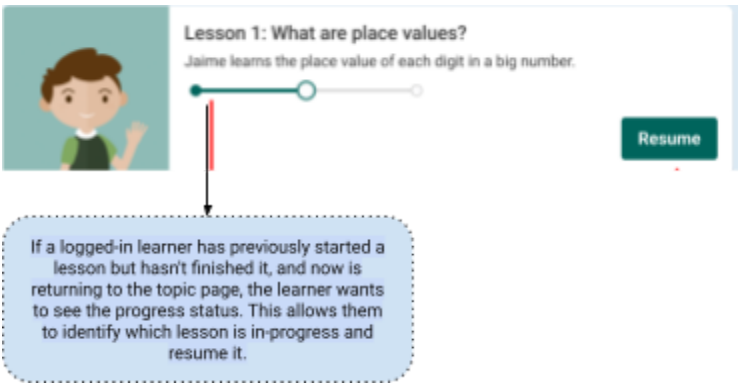 Lesson 1: What are place values?
Jaime learns the place value of each digit in a big number.
Resume
If a logged-in learner has previously started a
lesson but hasn't finished it, and now is
returning to the topic page, the learner wants
to see the progress status. This allows them
to identify which lesson is in-progress and
resume it.